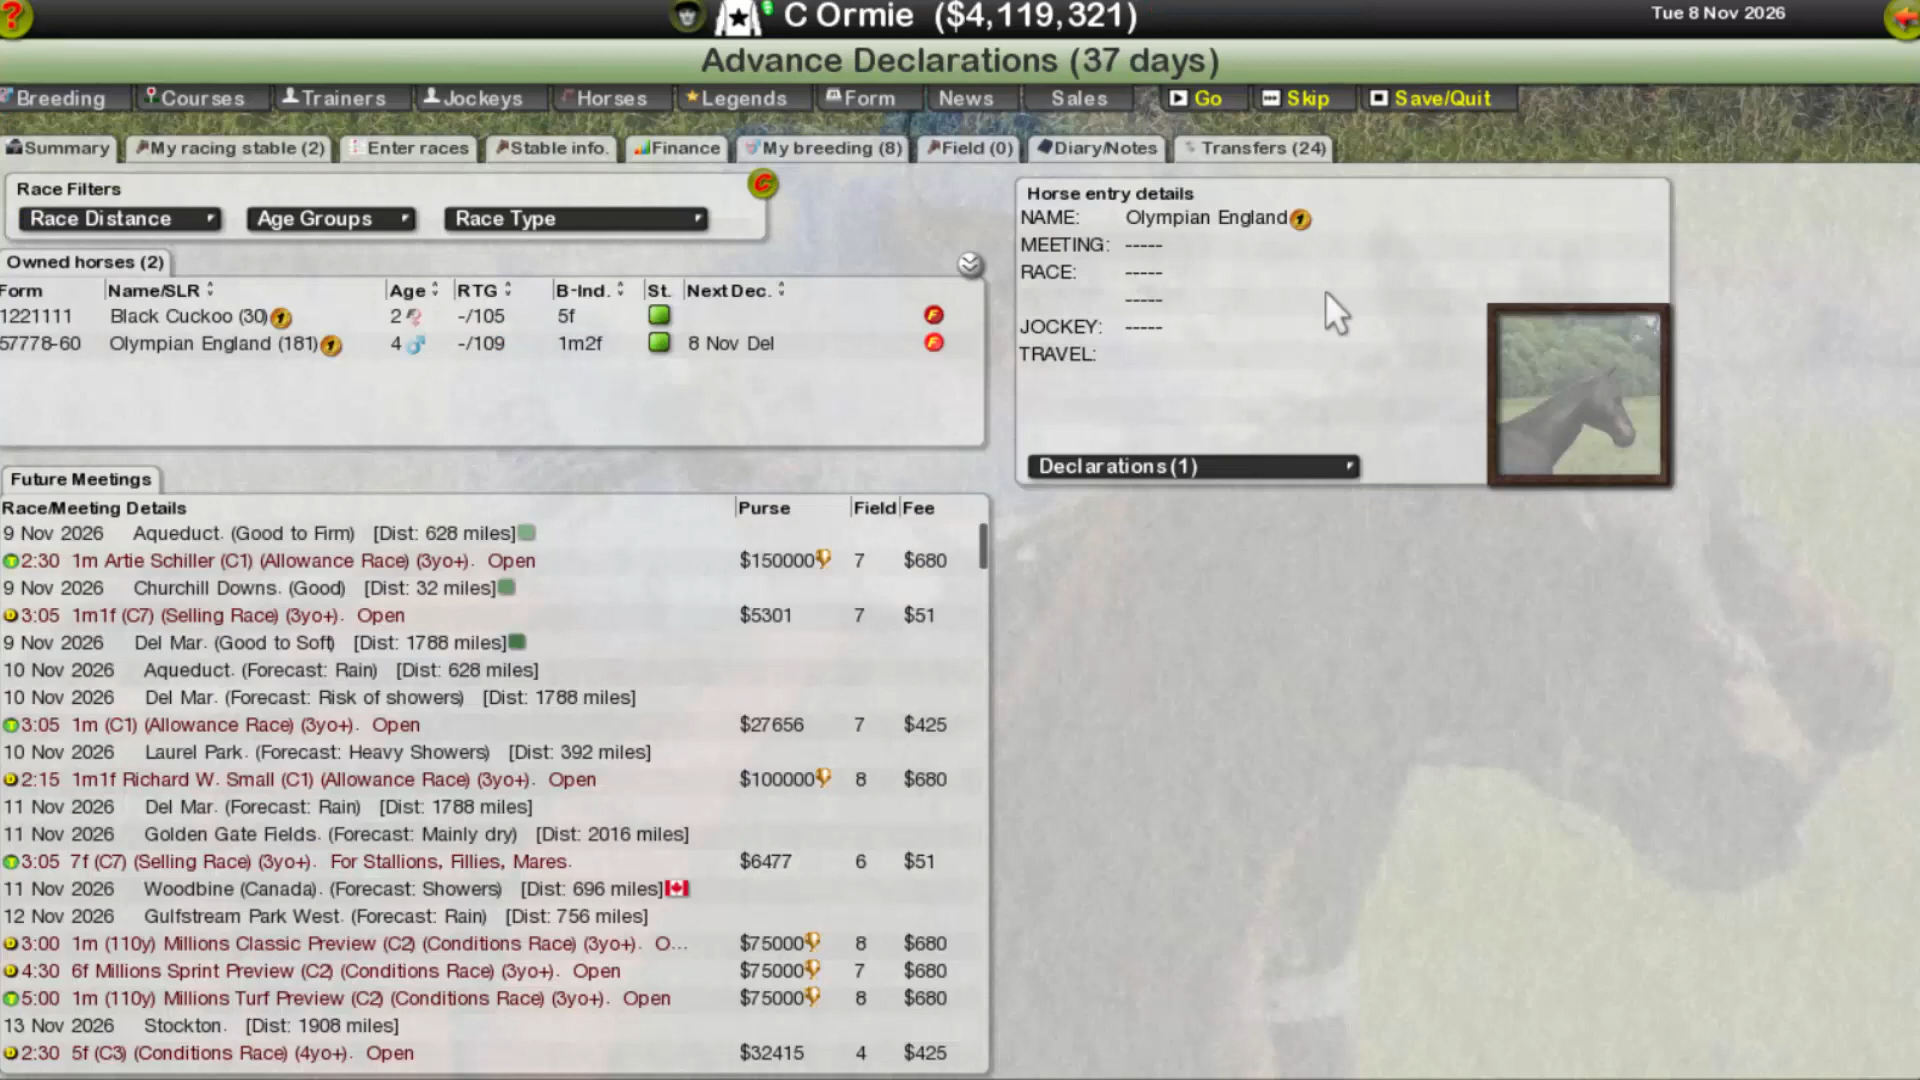 C Ormie ($4,119,321)
Tue 8 Nov 2026
Advance Declarations (37 days)
Breeding Courses Trainers Jockeys Horses Legends Form News Sales Go Skip Save/Quit
Summary My racing stable (2) Enter races Stable info. Finance My breeding (8) Field (0) Diary/Notes Transfers (24)
Race Filters
Race Distance Age Groups Race Type
Owned horses (2)
Form Name/SLR Age RTG B-Ind. St. Next Dec.
1221111 Black Cuckoo (30) 2 -/105 5f
57778-60 Olympian England (181) 4 -/109 1m2f 8 Nov Del
Horse entry details
NAME: Olympian England
MEETING: -----
RACE: -----
-----
JOCKEY: -----
TRAVEL:
Declarations (1)
Future Meetings
Race/Meeting Details Purse Field Fee
9 Nov 2026 Aqueduct. (Good to Firm) [Dist: 628 miles]
T 2:30 1m Artie Schiller (C1) (Allowance Race) (3yo+). Open $150000 7 $680
9 Nov 2026 Churchill Downs. (Good) [Dist: 32 miles]
D 3:05 1m1f (C7) (Selling Race) (3yo+). Open $5301 7 $51
9 Nov 2026 Del Mar. (Good to Soft) [Dist: 1788 miles]
10 Nov 2026 Aqueduct. (Forecast: Rain) [Dist: 628 miles]
10 Nov 2026 Del Mar. (Forecast: Risk of showers) [Dist: 1788 miles]
T 3:05 1m (C1) (Allowance Race) (3yo+). Open $27656 7 $425
10 Nov 2026 Laurel Park. (Forecast: Heavy Showers) [Dist: 392 miles]
D 2:15 1m1f Richard W. Small (C1) (Allowance Race) (3yo+). Open $100000 8 $680
11 Nov 2026 Del Mar. (Forecast: Rain) [Dist: 1788 miles]
11 Nov 2026 Golden Gate Fields. (Forecast: Mainly dry) [Dist: 2016 miles]
T 3:05 7f (C7) (Selling Race) (3yo+). For Stallions, Fillies, Mares. $6477 6 $51
11 Nov 2026 Woodbine (Canada). (Forecast: Showers) [Dist: 696 miles]
12 Nov 2026 Gulfstream Park West. (Forecast: Rain) [Dist: 756 miles]
D 3:00 1m (110y) Millions Classic Preview (C2) (Conditions Race) (3yo+). O... $75000 8 $680
D 4:30 6f Millions Sprint Preview (C2) (Conditions Race) (3yo+). Open $75000 7 $680
T 5:00 1m (110y) Millions Turf Preview (C2) (Conditions Race) (3yo+). Open $75000 8 $680
13 Nov 2026 Stockton. [Dist: 1908 miles]
D 2:30 5f (C3) (Conditions Race) (4yo+). Open $32415 4 $425